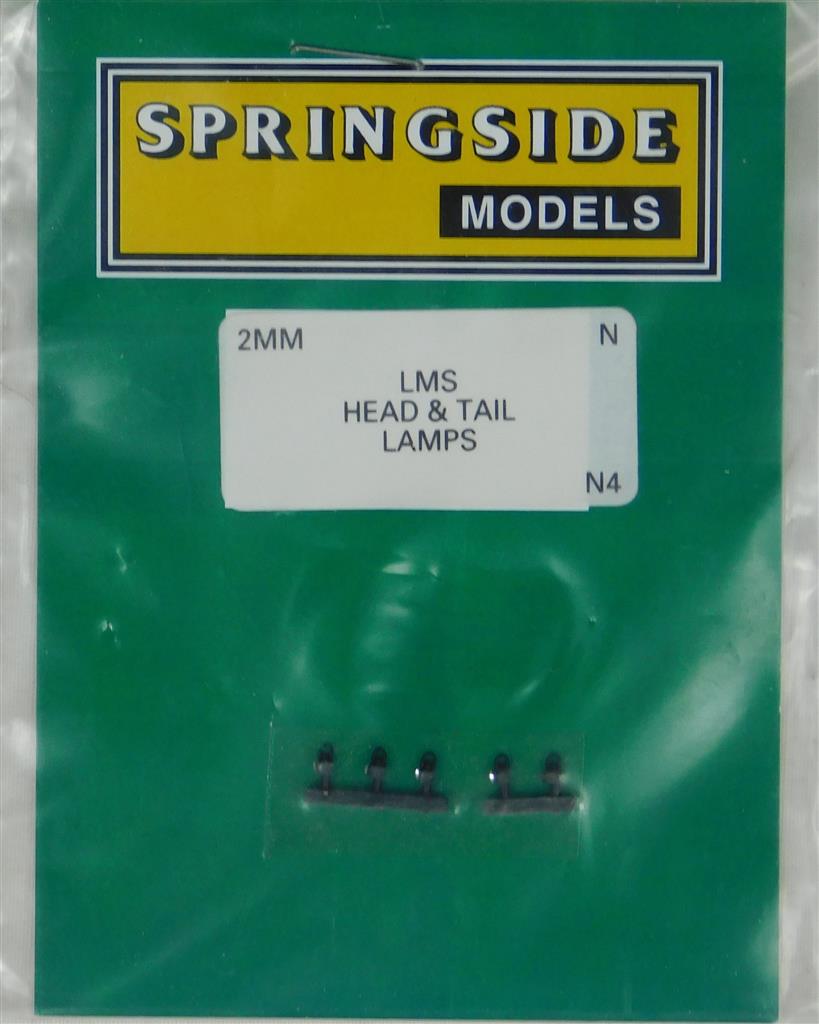 SPRINGSIDE
MODELS
2MM N
LMS
HEAD & TAIL
LAMPS
N4